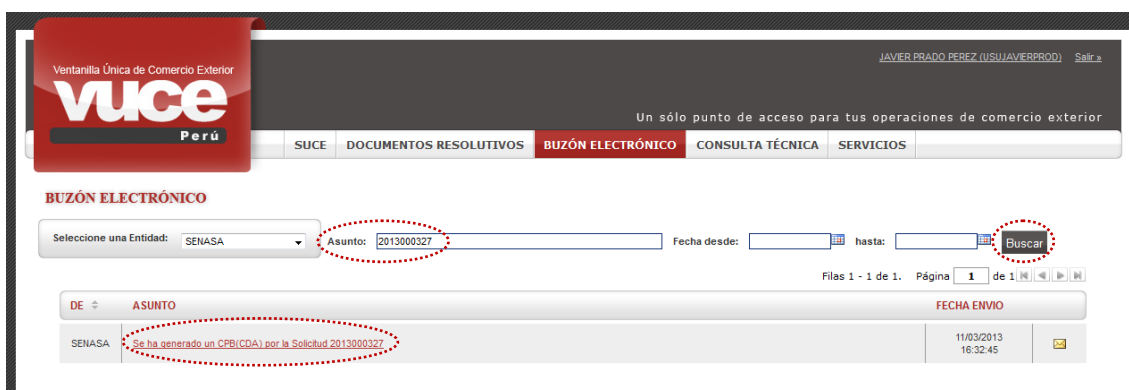 JAVIER PRADO PEREZ (USUJAVIERPROD) Salir »
Ventanilla Única de Comercio Exterior
vuce
Perú
Un sólo punto de acceso para tus operaciones de comercio exterior
SUCE DOCUMENTOS RESOLUTIVOS BUZÓN ELECTRÓNICO CONSULTA TÉCNICA SERVICIOS
BUZÓN ELECTRÓNICO
Seleccione una Entidad: SENASA Asunto: 2013000327 Fecha desde: hasta: Buscar
Filas 1 - 1 de 1. Página 1 de 1
DE ASUNTO FECHA ENVIO
SENASA Se ha generado un CPB(CDA) por la Solicitud 2013000327 11/03/2013
16:32:45